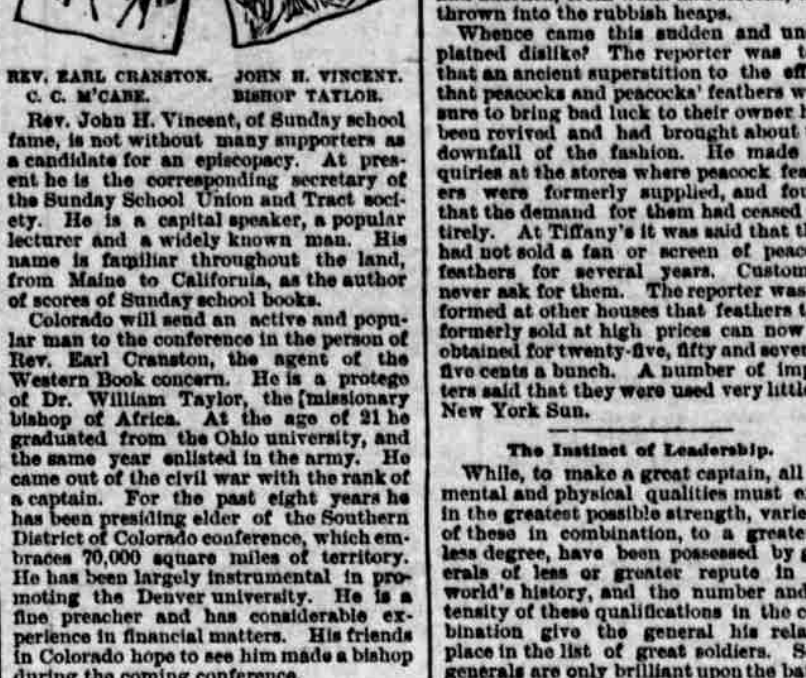 REV. EARL CRANSTON. JOHN H. VINCENT.
C. C. M'CABE. BISHOP TAYLOR.
Rev. John H. Vincent, of Sunday school
fame, is not without many supporters as
a candidate for an episcopacy. At pres-
ent he is the corresponding secretary of
the Sunday School Union and Tract soci-
ety. He is a capital speaker, a popular
lecturer and a widely known man. His
name is familiar throughout the land,
from Maine to California, as the author
of scores of Sunday school books.
Colorado will send an active and popu-
lar man to the conference in the person of
Rev. Earl Cranston, the agent of the
Western Book concern. He is a protege
of Dr. William Taylor, the [missionary
bishop of Africa. At the age of 21 he
graduated from the Ohio university, and
the same year enlisted in the army. He
came out of the civil war with the rank of
a captain. For the past eight years he
has been presiding elder of the Southern
District of Colorado conference, which em-
braces 70,000 square miles of territory.
He has been largely instrumental in pro-
moting the Denver university. He is a
fine preacher and has considerable ex-
perience in financial matters. His friends
in Colorado hope to see him made a bishop
during the coming conference.
thrown into the rubbish heaps.
Whence came this sudden and un
plained dislike? The reporter was
that an ancient superstition to the eff
that peacocks and peacocks' feathers w
sure to bring bad luck to their owner
been revived and had brought about
downfall of the fashion. He made
quiries at the stores where peacock fea
ers were formerly supplied, and fou
that the demand for them had ceased
tirely. At Tiffany's it was said that th
had not sold a fan or screen of peac
feathers for several years. Custom
never ask for them. The reporter was
formed at other houses that feathers t
formerly sold at high prices can now
obtained for twenty-five, fifty and seven
five cents a bunch. A number of imp
ters said that they were used very littl
New York Sun.
The Instinct of Leadership.
While, to make a great captain, all
mental and physical qualities must e
in the greatest possible strength, varie
of these in combination, to a greate
less degree, have been possessed by
erals of less or greater repute in
world's history, and the number and
tensity of these qualifications in the c
bination give the general his rela
place in the list of great soldiers. S
generals are only brilliant upon the ba